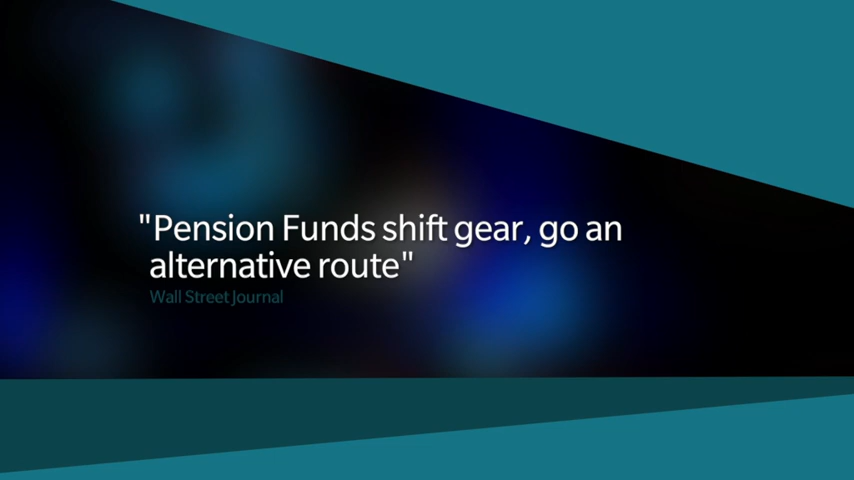 "Pension Funds shift gear, go an
alternative route"
Wall Street Journal